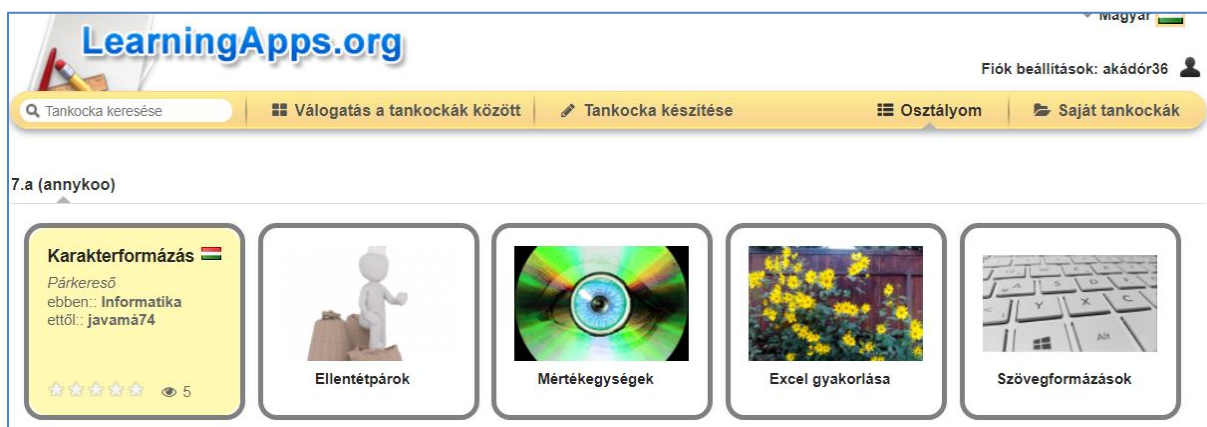 Magyar
LearningApps.org
Fiók beállítások: akádór36
Tankocka keresése
Válogatás a tankockák között
Tankocka készítése
Osztályom
Saját tankockák
7.a (annykoo)
Karakterformázás
Párkereső
ebben:: Informatika
ettől:: javamá74
5
Ellentétpárok
Mértékegységek
Excel gyakorlása
Szövegformázások
A S D F
Y X C
Alt